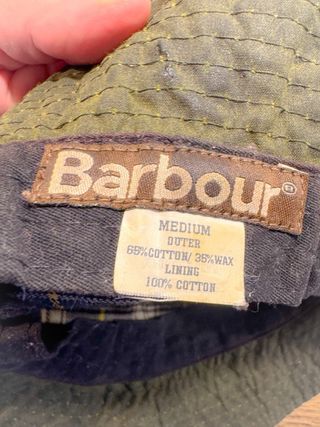 Barbour
MEDIUM
OUTER
65%COTTON/ 35%WAX
LINING
100% COTTON